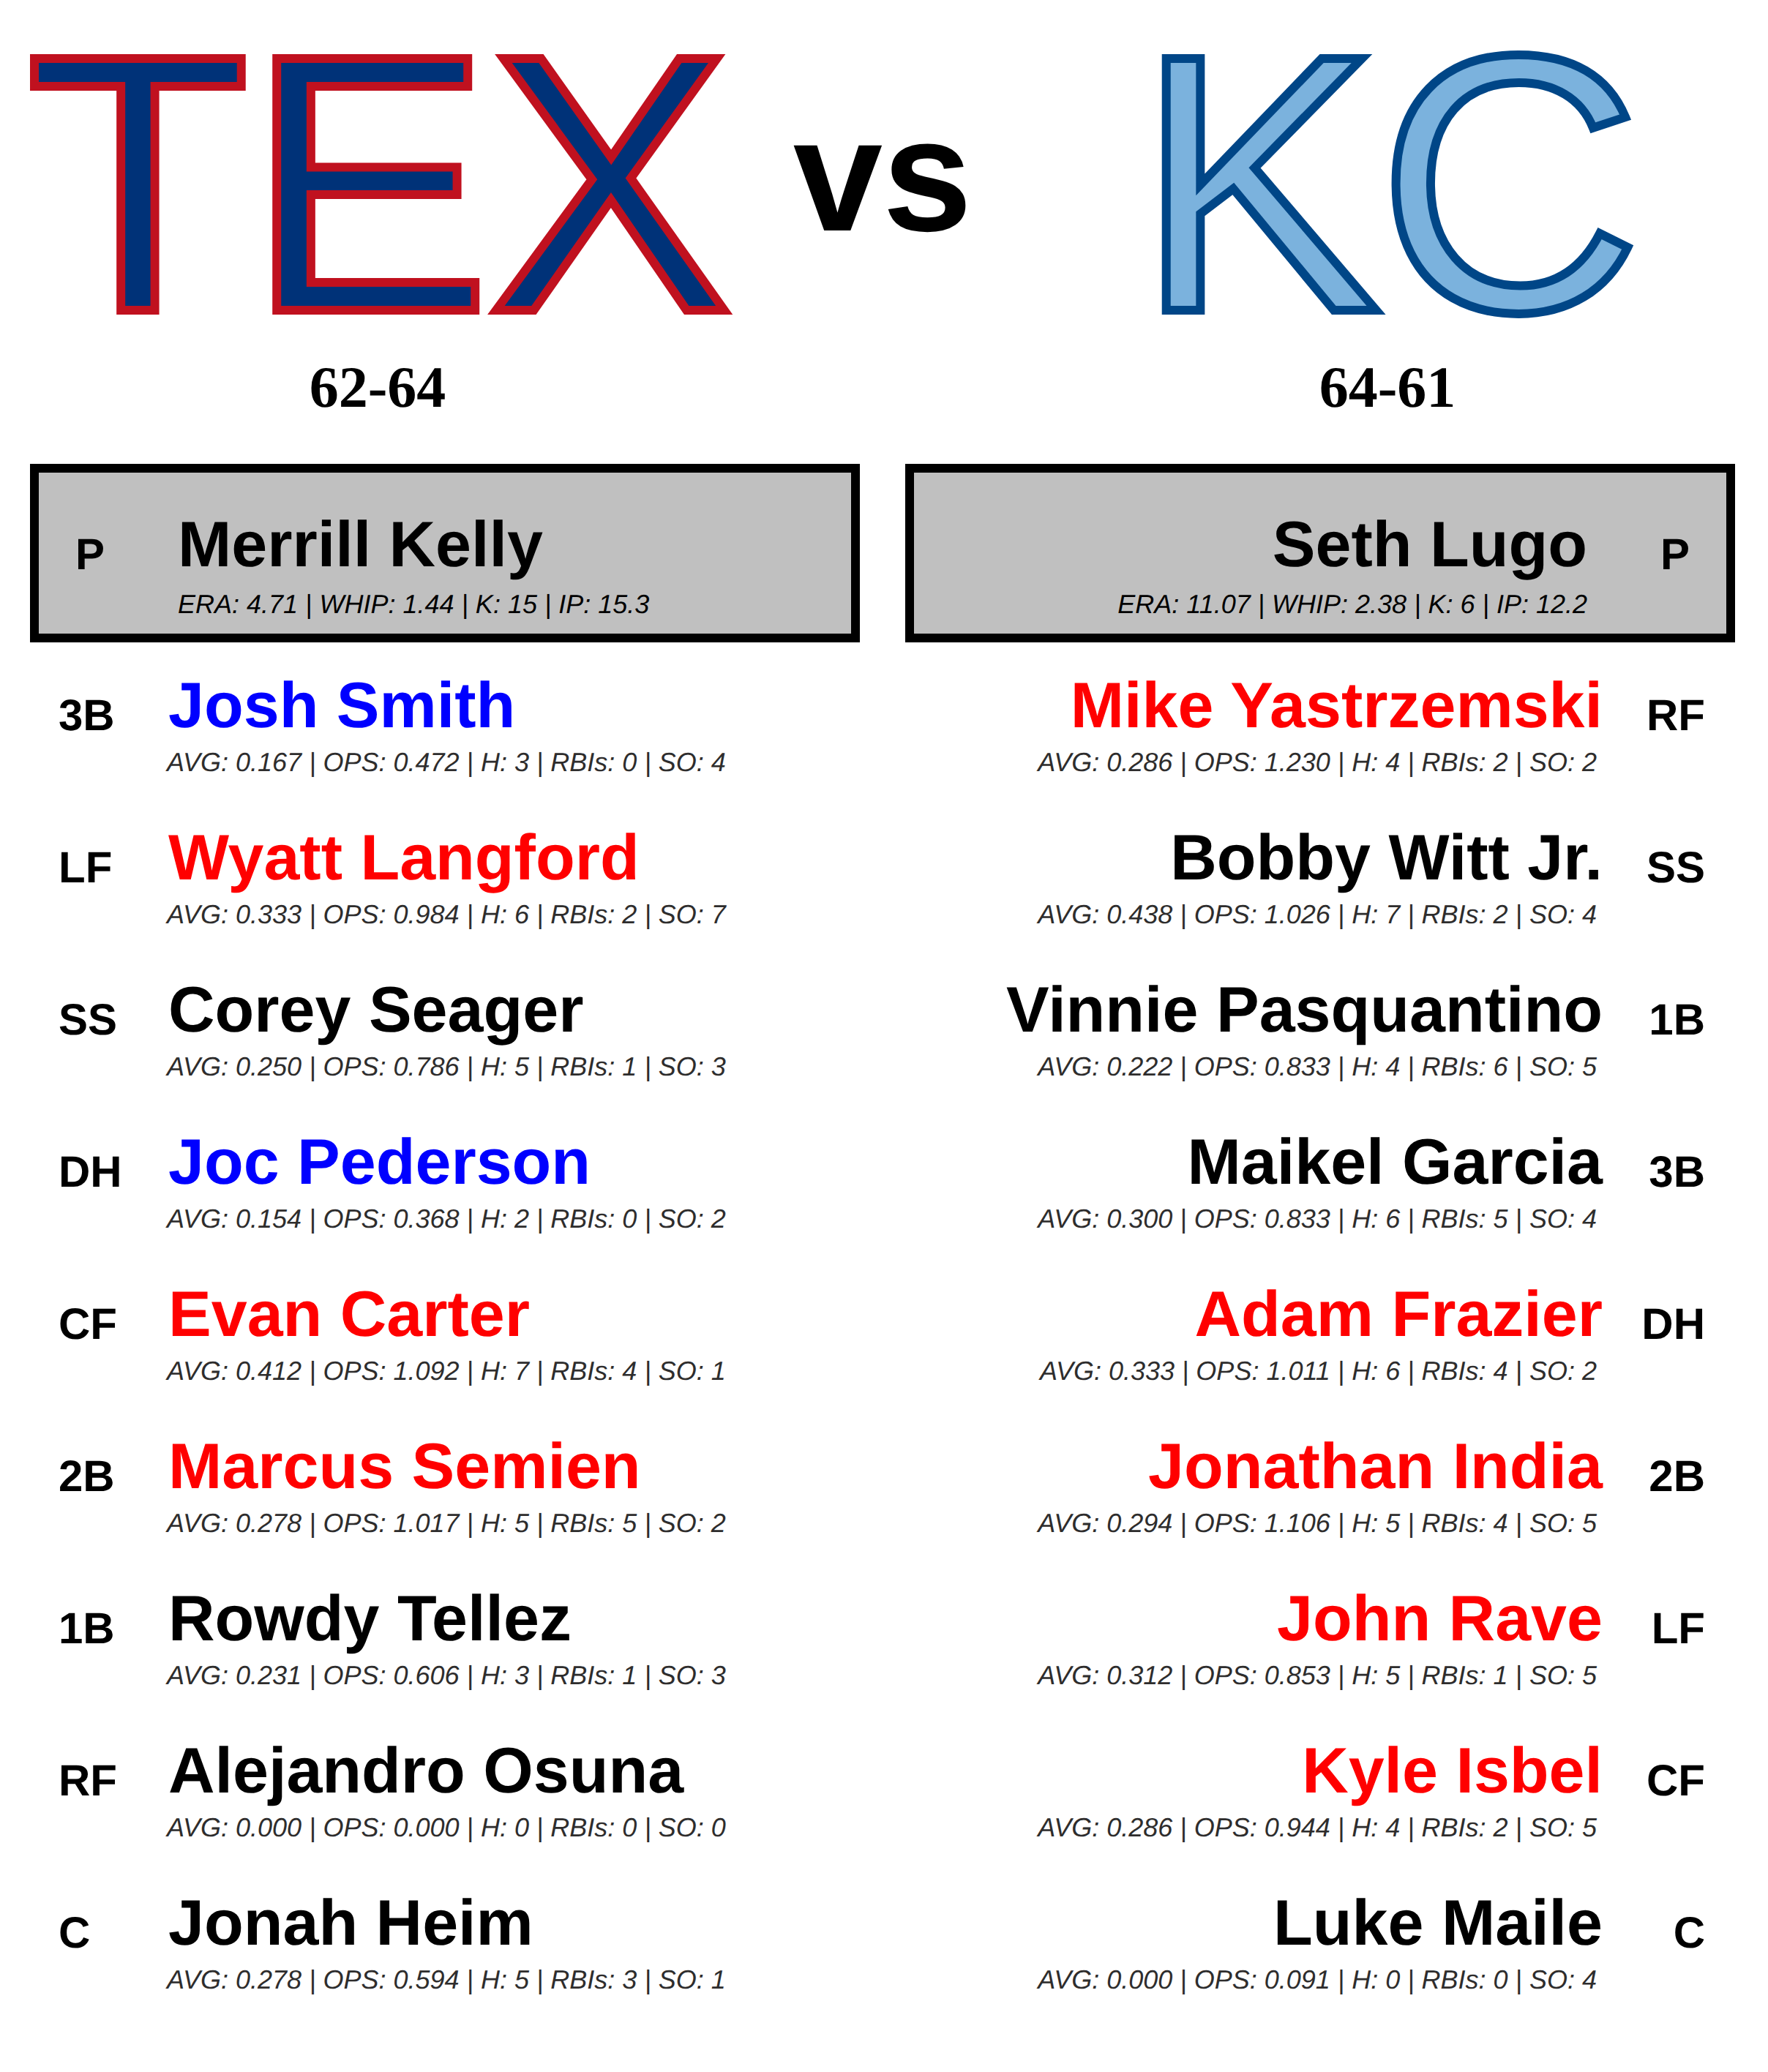 TEX vs KC
62-64
64-61
P Merrill Kelly
ERA: 4.71 | WHIP: 1.44 | K: 15 | IP: 15.3
Seth Lugo P
ERA: 11.07 | WHIP: 2.38 | K: 6 | IP: 12.2
3B Josh Smith
AVG: 0.167 | OPS: 0.472 | H: 3 | RBIs: 0 | SO: 4
LF Wyatt Langford
AVG: 0.333 | OPS: 0.984 | H: 6 | RBIs: 2 | SO: 7
SS Corey Seager
AVG: 0.250 | OPS: 0.786 | H: 5 | RBIs: 1 | SO: 3
DH Joc Pederson
AVG: 0.154 | OPS: 0.368 | H: 2 | RBIs: 0 | SO: 2
CF Evan Carter
AVG: 0.412 | OPS: 1.092 | H: 7 | RBIs: 4 | SO: 1
2B Marcus Semien
AVG: 0.278 | OPS: 1.017 | H: 5 | RBIs: 5 | SO: 2
1B Rowdy Tellez
AVG: 0.231 | OPS: 0.606 | H: 3 | RBIs: 1 | SO: 3
RF Alejandro Osuna
AVG: 0.000 | OPS: 0.000 | H: 0 | RBIs: 0 | SO: 0
C Jonah Heim
AVG: 0.278 | OPS: 0.594 | H: 5 | RBIs: 3 | SO: 1
Mike Yastrzemski RF
AVG: 0.286 | OPS: 1.230 | H: 4 | RBIs: 2 | SO: 2
Bobby Witt Jr. SS
AVG: 0.438 | OPS: 1.026 | H: 7 | RBIs: 2 | SO: 4
Vinnie Pasquantino 1B
AVG: 0.222 | OPS: 0.833 | H: 4 | RBIs: 6 | SO: 5
Maikel Garcia 3B
AVG: 0.300 | OPS: 0.833 | H: 6 | RBIs: 5 | SO: 4
Adam Frazier DH
AVG: 0.333 | OPS: 1.011 | H: 6 | RBIs: 4 | SO: 2
Jonathan India 2B
AVG: 0.294 | OPS: 1.106 | H: 5 | RBIs: 4 | SO: 5
John Rave LF
AVG: 0.312 | OPS: 0.853 | H: 5 | RBIs: 1 | SO: 5
Kyle Isbel CF
AVG: 0.286 | OPS: 0.944 | H: 4 | RBIs: 2 | SO: 5
Luke Maile C
AVG: 0.000 | OPS: 0.091 | H: 0 | RBIs: 0 | SO: 4